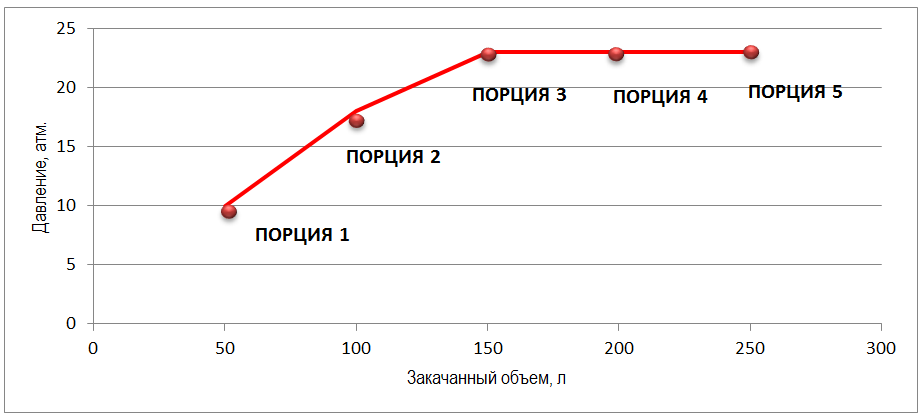 25
20
15
10
5
0
Давление, атм.
ПОРЦИЯ 1
ПОРЦИЯ 2
ПОРЦИЯ 3
ПОРЦИЯ 4
ПОРЦИЯ 5
0 50 100 150 200 250 300
Закачанный объем, л